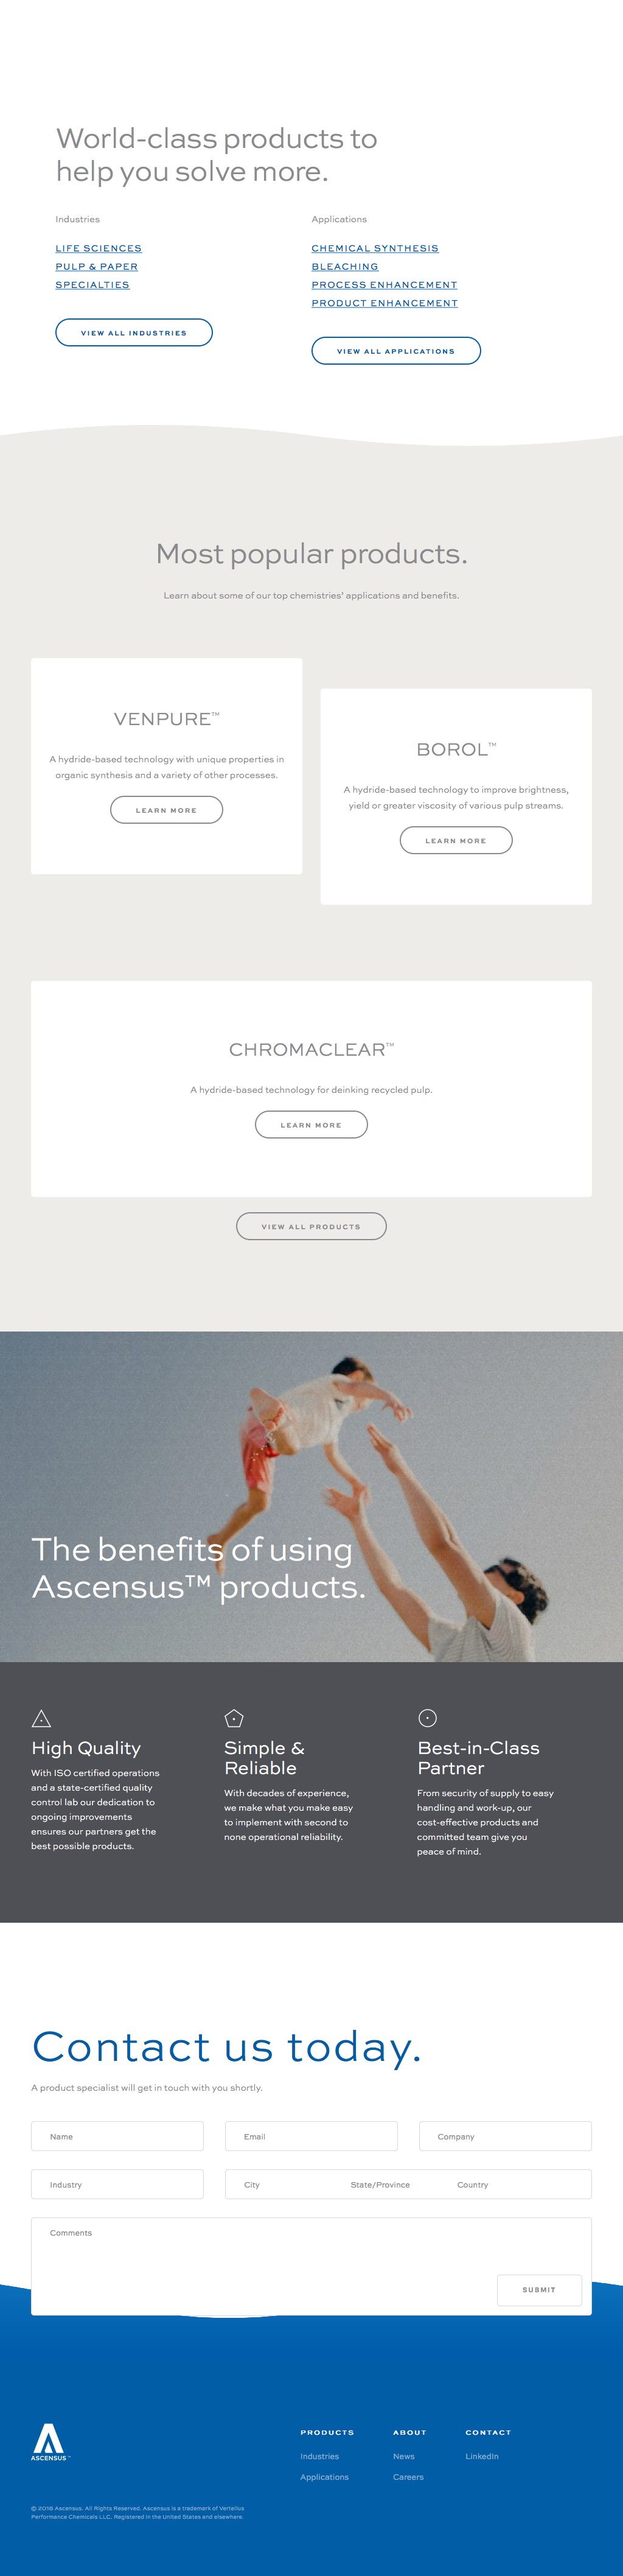 World-class products to
help you solve more.
Industries
LIFE SCIENCES
PULP & PAPER
SPECIALTIES
VIEW ALL INDUSTRIES
Applications
CHEMICAL SYNTHESIS
BLEACHING
PROCESS ENHANCEMENT
PRODUCT ENHANCEMENT
VIEW ALL APPLICATIONS
Most popular products.
Learn about some of our top chemistries' applications and benefits.
VENPURE™
A hydride-based technology with unique properties in
organic synthesis and a variety of other processes.
LEARN MORE
BOROL™
A hydride-based technology to improve brightness,
yield or greater viscosity of various pulp streams.
LEARN MORE
CHROMACLEAR™
A hydride-based technology for deinking recycled pulp.
LEARN MORE
VIEW ALL PRODUCTS
The benefits of using
Ascensus™ products.
High Quality
With ISO certified operations
and a state-certified quality
control lab our dedication to
ongoing improvements
ensures our partners get the
best possible products.
Simple &
Reliable
With decades of experience,
we make what you make easy
to implement with second to
none operational reliability.
Best-in-Class
Partner
From security of supply to easy
handling and work-up, our
cost-effective products and
committed team give you
peace of mind.
Contact us today.
A product specialist will get in touch with you shortly.
Name
Email
Company
Industry
City
State/Province
Country
Comments
SUBMIT
ASCENSUS™
PRODUCTS
Industries
Applications
ABOUT
News
Careers
CONTACT
LinkedIn
© 2018 Ascensus. All Rights Reserved. Ascensus is a trademark of Vertellus
Performance Chemicals LLC. Registered in the United States and elsewhere.